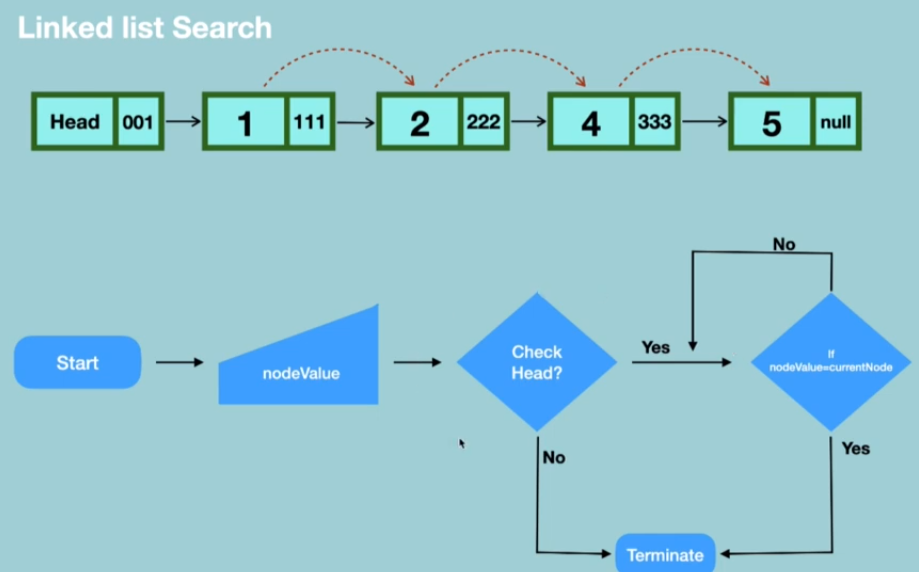 Linked list Search
Head 001 1 111 2 222 4 333 5 null
No
Start
nodeValue
Check
Head?
Yes
If
nodeValue=currentNode
No
Yes
Terminate